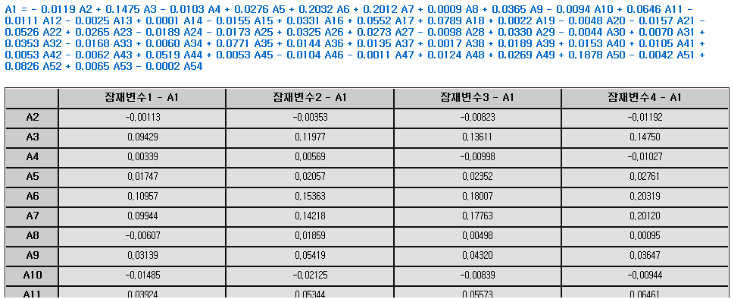 A1 = - 0.0119 A2 + 0.1475 A3 - 0.0103 A4 + 0.0276 A5 + 0.2032 A6 + 0.2012 A7 + 0.0009 A8 + 0.0365 A9 - 0.0094 A10 + 0.0646 A11 -
0.0111 A12 - 0.0025 A13 + 0.0001 A14 - 0.0155 A15 + 0.0331 A16 + 0.0552 A17 + 0.0789 A18 + 0.0022 A19 - 0.0048 A20 - 0.0157 A21 -
0.0526 A22 + 0.0265 A23 - 0.0189 A24 - 0.0173 A25 + 0.0325 A26 + 0.0273 A27 - 0.0098 A28 + 0.0330 A29 - 0.0044 A30 + 0.0070 A31 +
0.0353 A32 - 0.0168 A33 - 0.0060 A34 + 0.0771 A35 + 0.0144 A36 + 0.0135 A37 + 0.0017 A38 + 0.0189 A39 + 0.0153 A40 + 0.0105 A41 +
0.0053 A42 - 0.0062 A43 + 0.0519 A44 + 0.0053 A45 - 0.0104 A46 - 0.0011 A47 + 0.0124 A48 + 0.0269 A49 + 0.1878 A50 - 0.0042 A51 +
0.0826 A52 + 0.0065 A53 - 0.0002 A54
잠재변수1 - A1 잠재변수2 - A1 잠재변수3 - A1 잠재변수4 - A1
A2 -0.00113 -0.00353 -0.00823 -0.01192
A3 0.09429 0.11977 0.13611 0.14750
A4 0.00339 0.00569 -0.00998 -0.01027
A5 0.01747 0.02057 0.02352 0.02761
A6 0.10957 0.15363 0.18007 0.20319
A7 0.09944 0.14218 0.17763 0.20120
A8 -0.00607 0.01859 0.00498 0.00095
A9 0.03139 0.05419 0.04320 0.03647
A10 -0.01485 -0.02125 -0.00839 -0.00944
A11 0.03924 0.05344 0.05573 0.06461